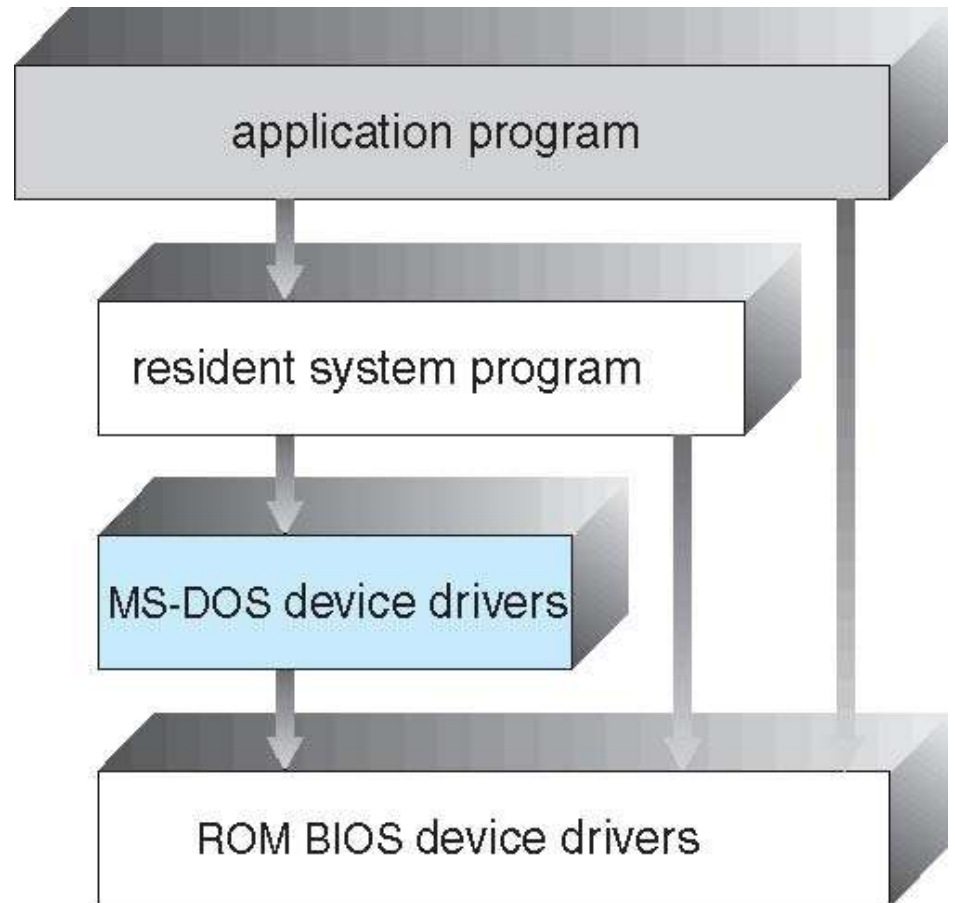 application program
resident system program
MS-DOS device drivers
ROM BIOS device drivers